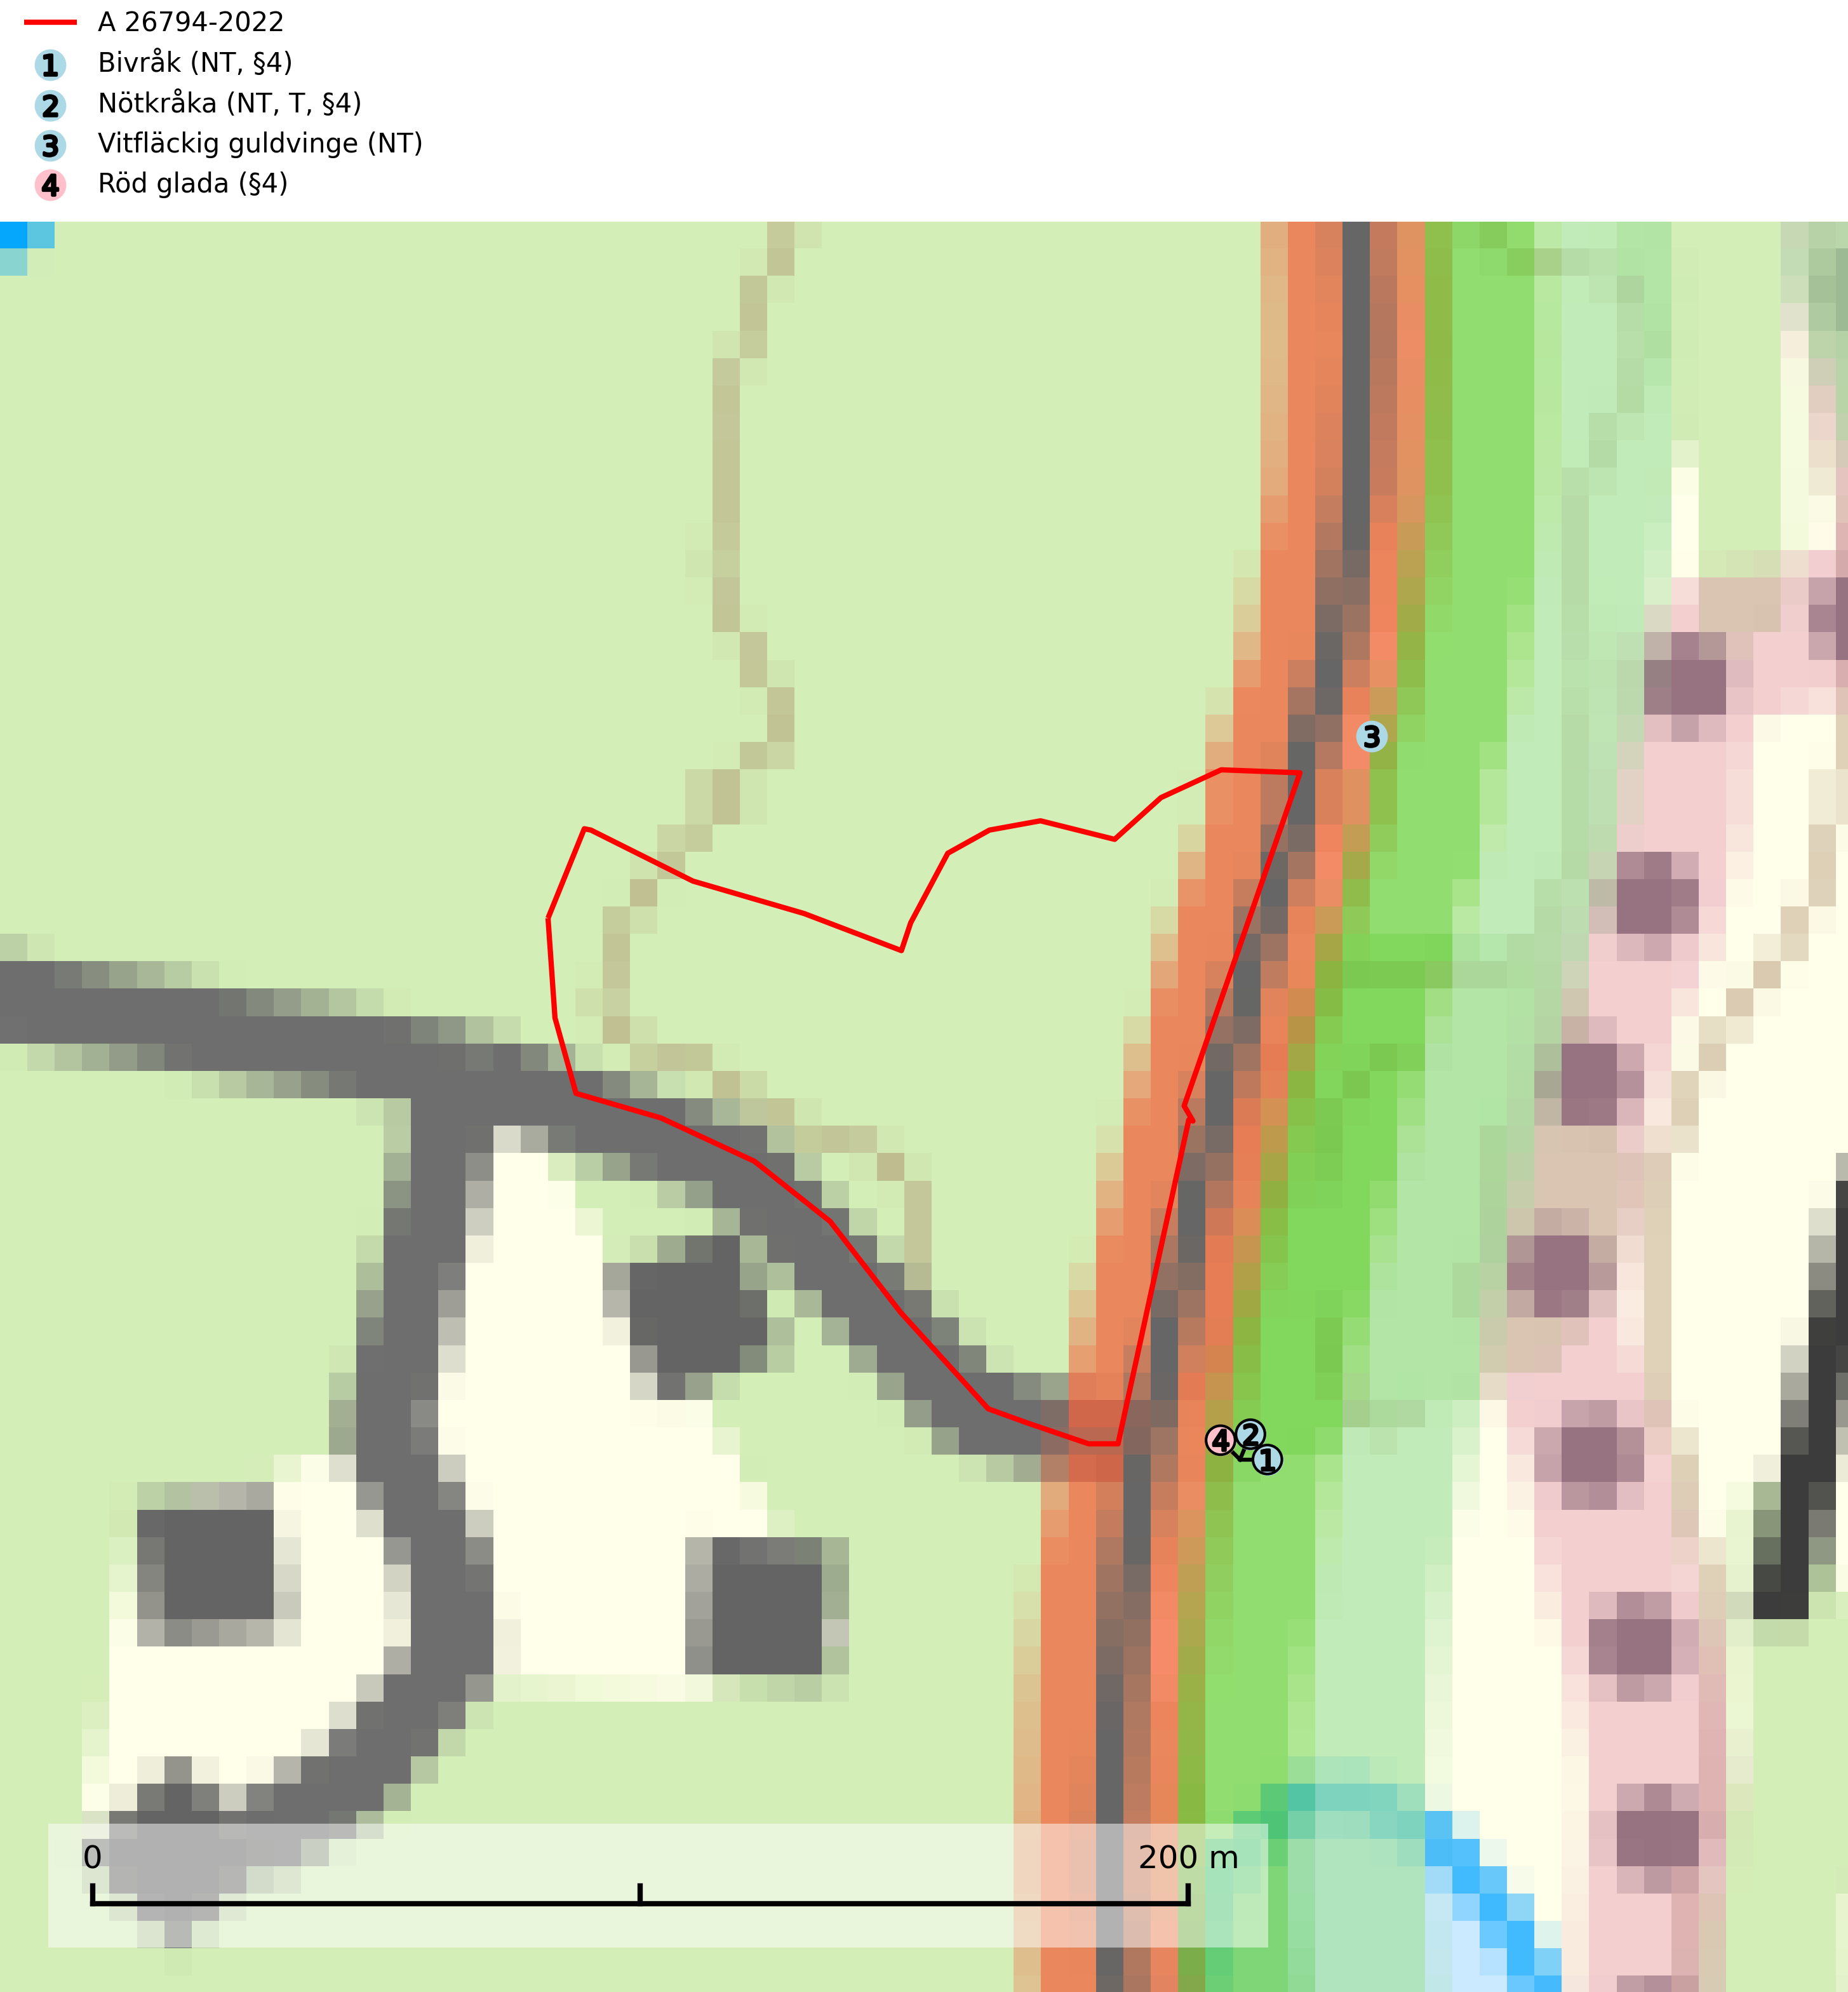 A 26794-2022
1 Bivråk (NT, §4)
2 Nötkråka (NT, T, §4)
3 Vitfläckig guldvinge (NT)
4 Röd glada (§4)
3
4 2
1
0 200 m